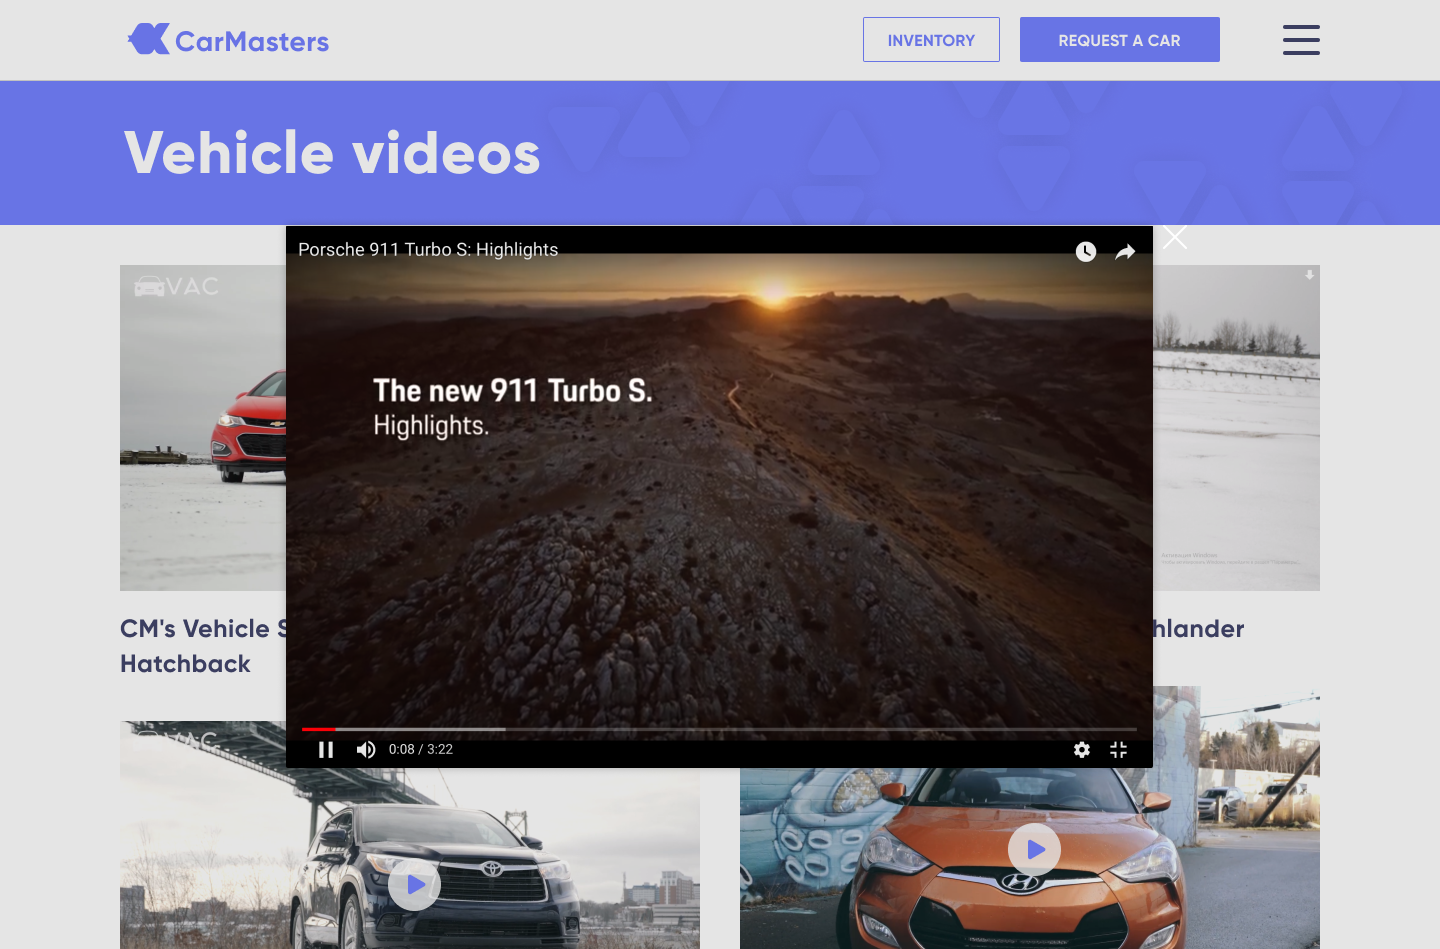 CarMasters
INVENTORY
REQUEST A CAR
Vehicle videos
Porsche 911 Turbo S: Highlights
VAC
The new 911 Turbo S.
Highlights.
CM's Vehicle S
Hatchback
hlander
VAC
0:08 / 3:22